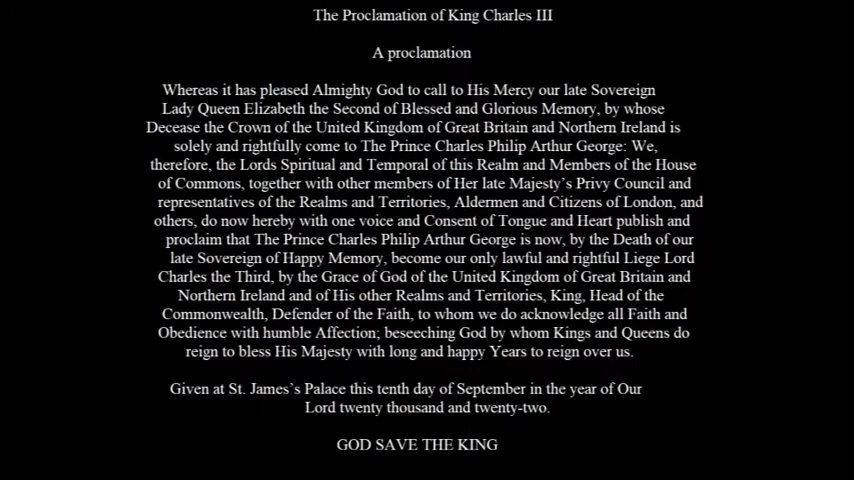 The Proclamation of King Charles III
A proclamation
Whereas it has pleased Almighty God to call to His Mercy our late Sovereign
Lady Queen Elizabeth the Second of Blessed and Glorious Memory, by whose
Decease the Crown of the United Kingdom of Great Britain and Northern Ireland is
solely and rightfully come to The Prince Charles Philip Arthur George: We,
therefore, the Lords Spiritual and Temporal of this Realm and Members of the House
of Commons, together with other members of Her late Majesty’s Privy Council and
representatives of the Realms and Territories, Aldermen and Citizens of London, and
others, do now hereby with one voice and Consent of Tongue and Heart publish and
proclaim that The Prince Charles Philip Arthur George is now, by the Death of our
late Sovereign of Happy Memory, become our only lawful and rightful Liege Lord
Charles the Third, by the Grace of God of the United Kingdom of Great Britain and
Northern Ireland and of His other Realms and Territories, King, Head of the
Commonwealth, Defender of the Faith, to whom we do acknowledge all Faith and
Obedience with humble Affection; beseeching God by whom Kings and Queens do
reign to bless His Majesty with long and happy Years to reign over us.
Given at St. James’s Palace this tenth day of September in the year of Our
Lord twenty thousand and twenty-two.
GOD SAVE THE KING